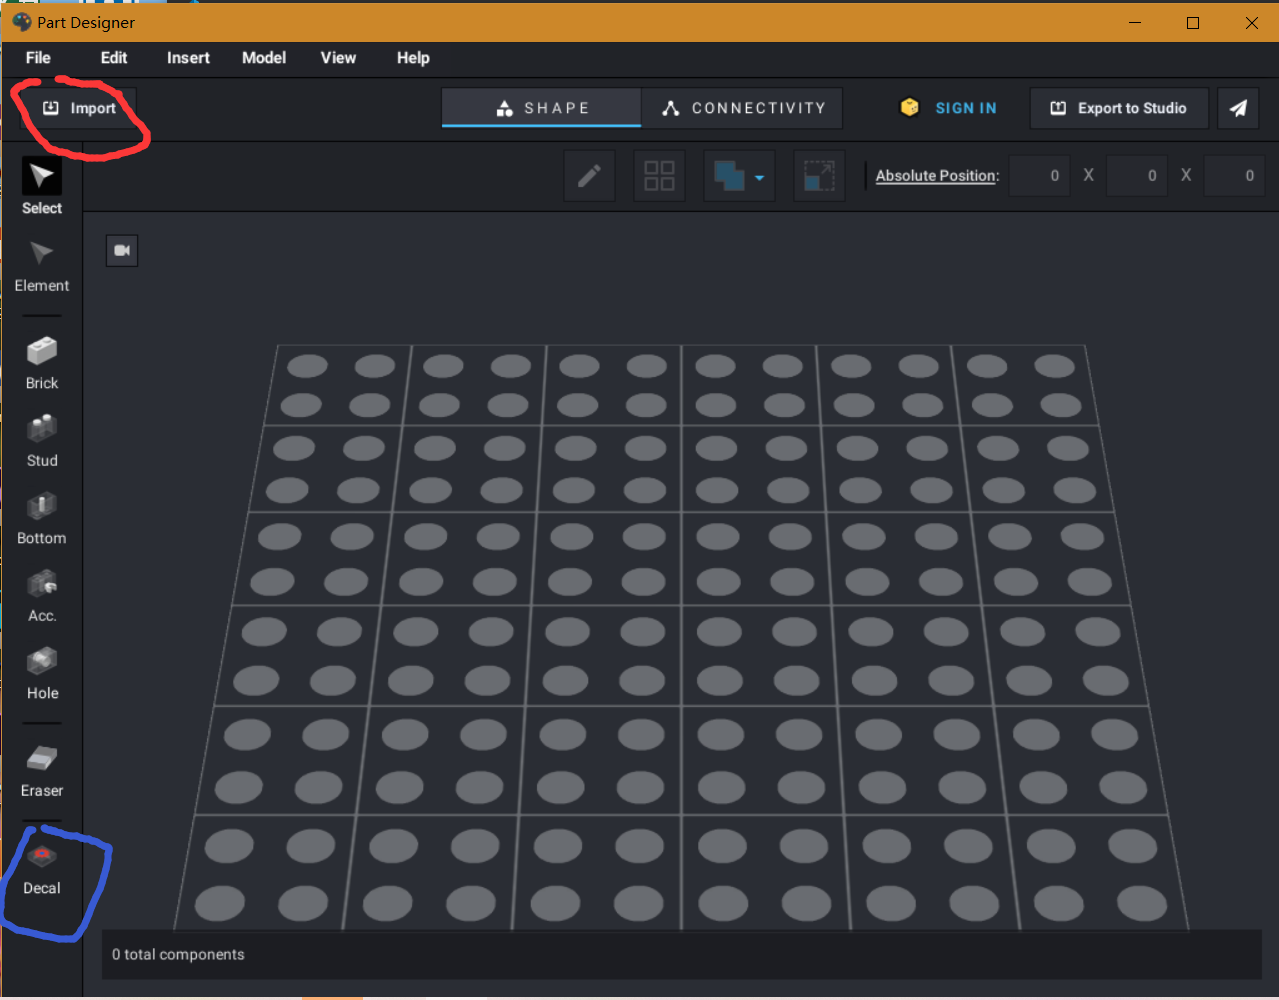 Part Designer
File Edit Insert Model View Help
Import SHAPE CONNECTIVITY SIGN IN Export to Studio
Absolute Position: 0 X 0 X 0
Select
Element
Brick
Stud
Bottom
Acc.
Hole
Eraser
Decal
0 total components